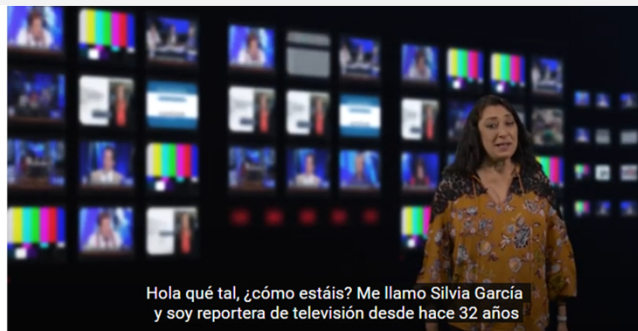 Hola qué tal, ¿cómo estáis? Me llamo Silvia García
y soy reportera de televisión desde hace 32 años